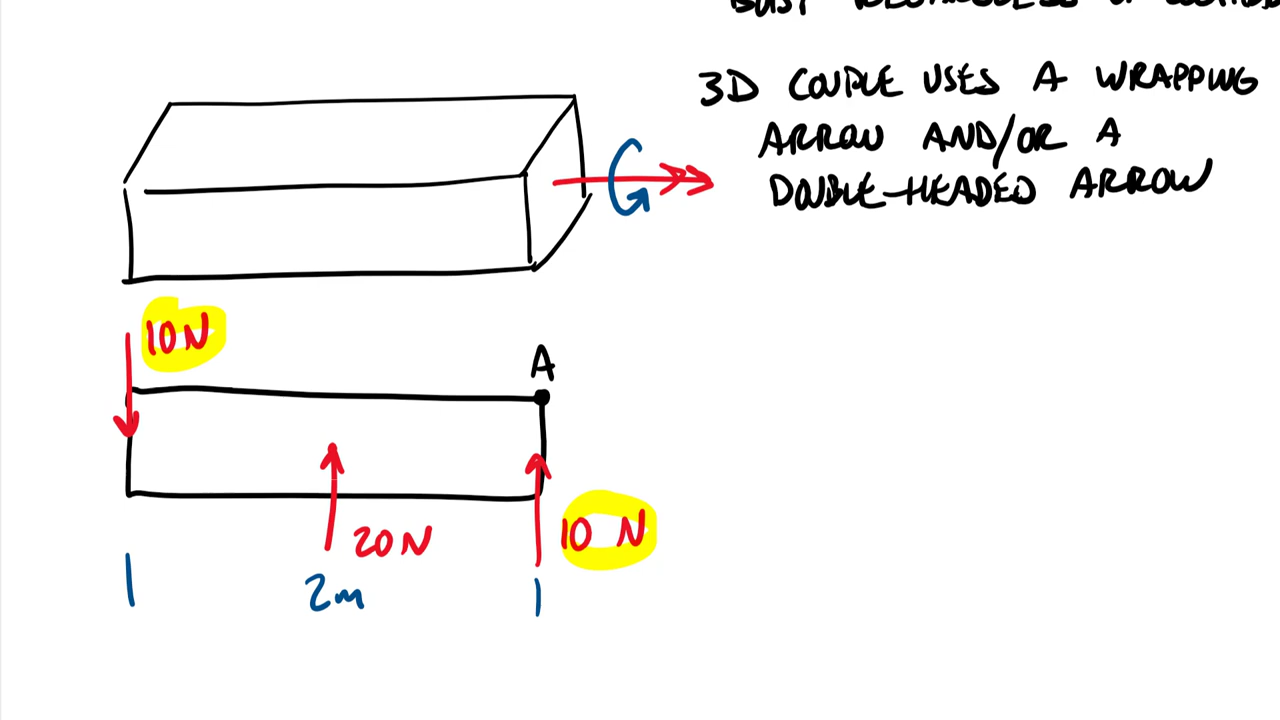 3D COUPLE USES A WRAPPING
ARROW AND/OR A
DOUBLE-HEADED ARROW
10N
A
20N
10 N
2m